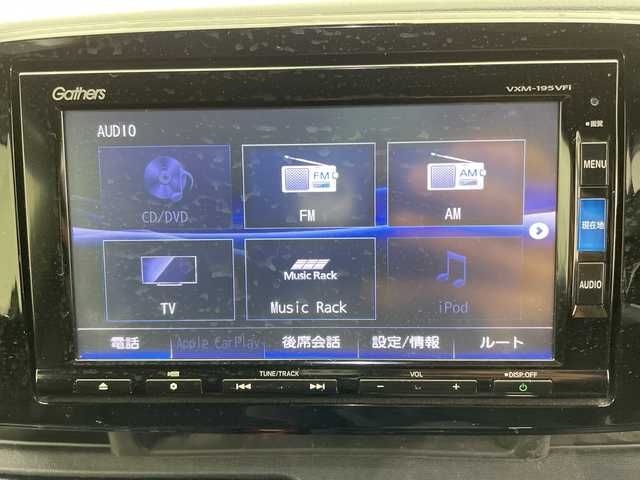 Gathers
VXM-195VFi
AUDIO
画質
MENU
現在地
AUDIO
CD/DVD
FM
FM
AM
AM
TV
Music Rack
Music Rack
iPod
電話
Apple CarPlay
後席会話
設定/情報
ルート
TUNE/TRACK
VOL
DISP.OFF